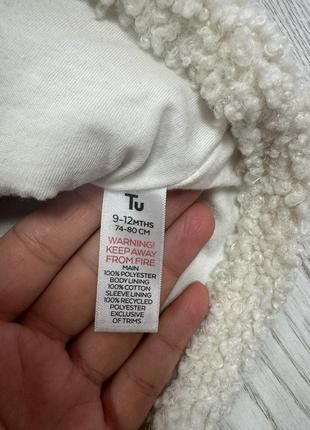 Tu
9-12MTHS
74-80 CM
WARNING!
KEEP AWAY
FROM FIRE
MAIN
100% POLYESTER
BODY LINING
100% COTTON
SLEEVE LINING
100% RECYCLED
POLYESTER
EXCLUSIVE
OF TRIMS